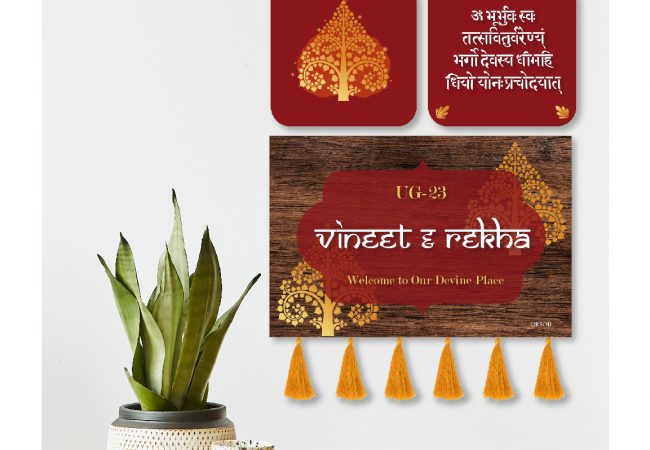 ॐ भूर्भुवः स्वः
तत्सवितुर्वरेण्यं
भर्गो देवस्य धीमहि
धियो योनः प्रचोदयात्
UG-23
vineet & Rekha
Welcome to Our Devine Place